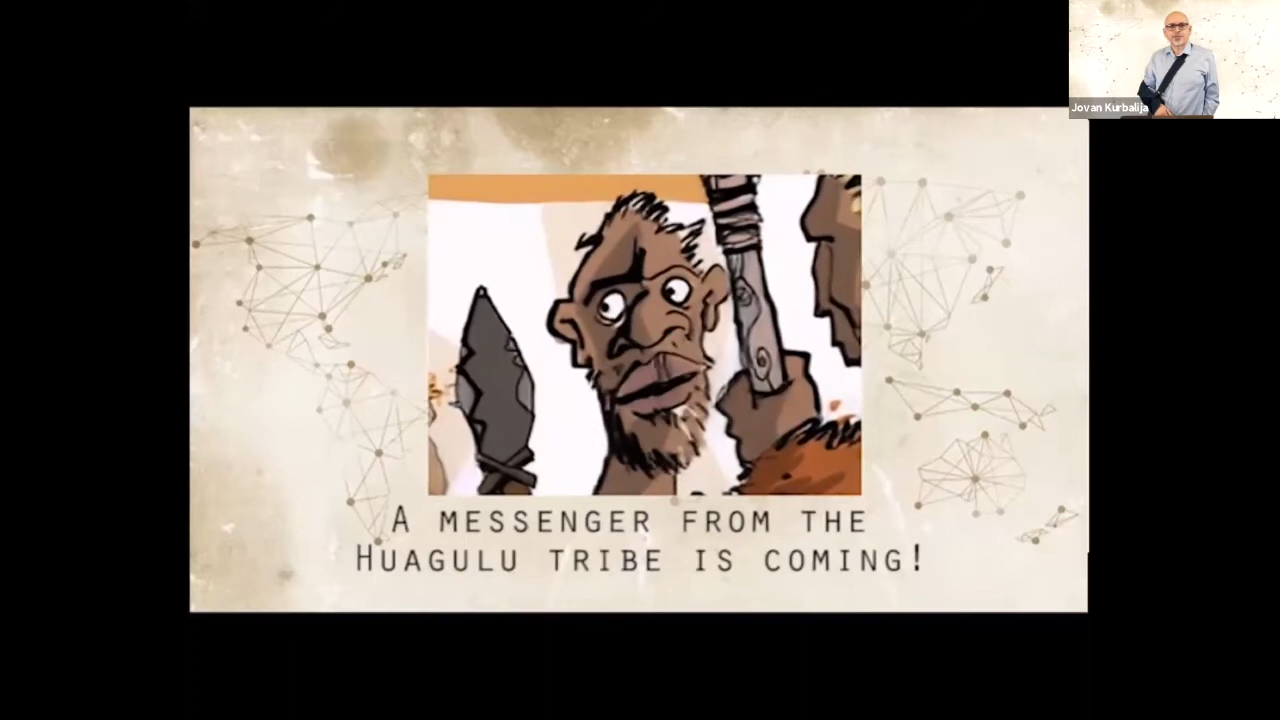 Jovan Kurbalija
A MESSENGER FROM THE
HUAGULU TRIBE IS COMING!